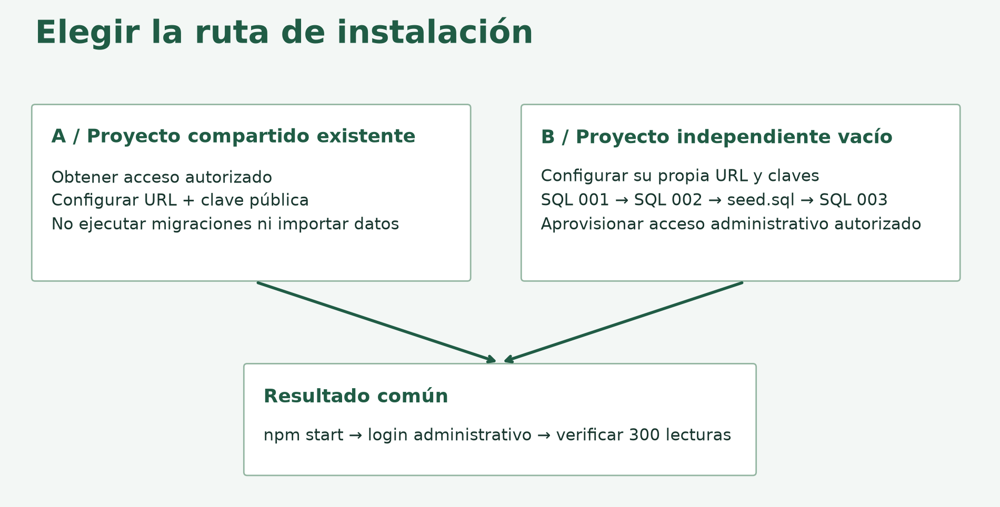 Elegir la ruta de instalación
A / Proyecto compartido existente
Obtener acceso autorizado
Configurar URL + clave pública
No ejecutar migraciones ni importar datos
B / Proyecto independiente vacío
Configurar su propia URL y claves
SQL 001 → SQL 002 → seed.sql → SQL 003
Aprovisionar acceso administrativo autorizado
Resultado común
npm start → login administrativo → verificar 300 lecturas